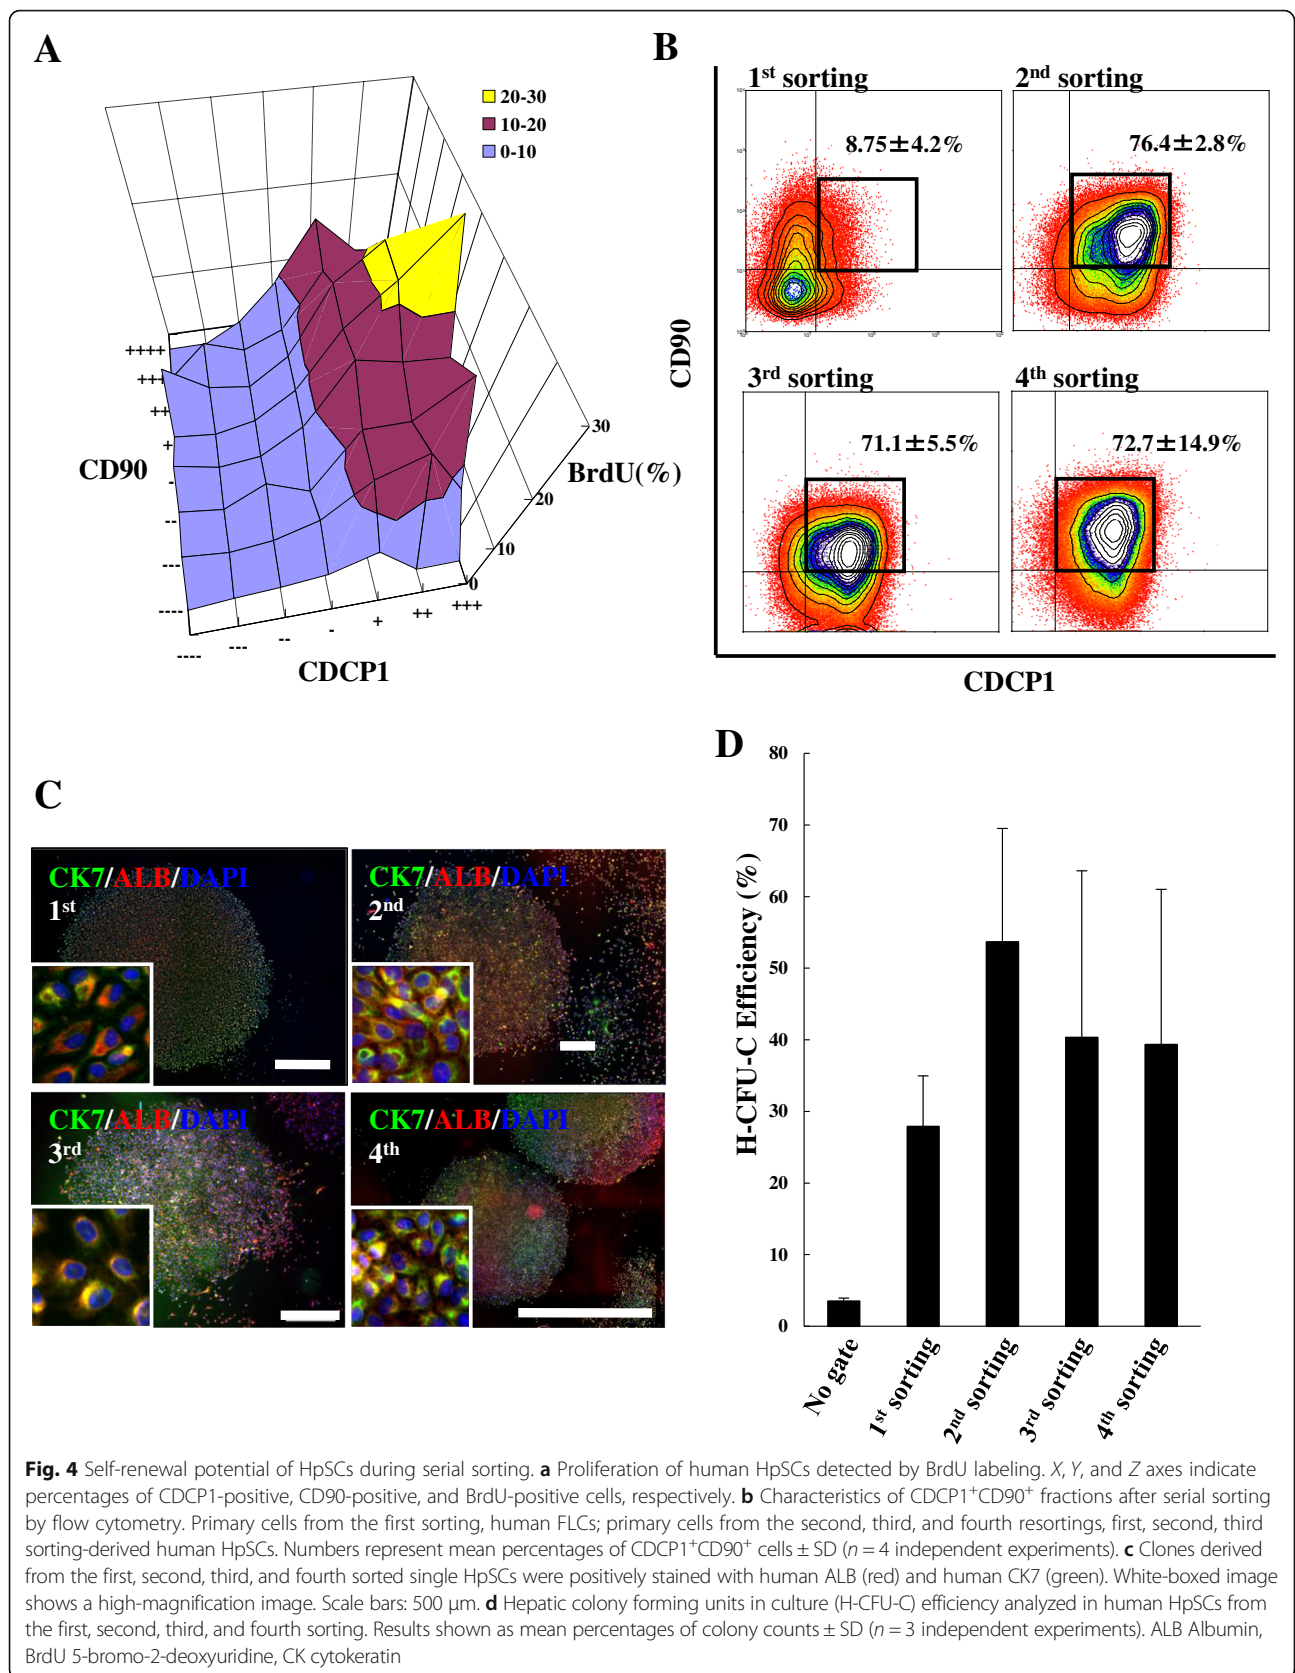 A
20-30
10-20
0-10
++++
+++
++
+
-
--
---
----
CD90
BrdU(%)
30
20
10
0
----
---
--
-
+
++
+++
CDCP1
B
1st sorting
8.75±4.2%
2nd sorting
76.4±2.8%
3rd sorting
71.1±5.5%
4th sorting
72.7±14.9%
CD90
CDCP1
C
CK7/ALB/DAPI
1st
CK7/ALB/DAPI
2nd
CK7/ALB/DAPI
3rd
CK7/ALB/DAPI
4th
D
H-CFU-C Efficiency (%)
80
70
60
50
40
30
20
10
0
No gate
1st sorting
2nd sorting
3rd sorting
4th sorting
Fig. 4 Self-renewal potential of HpSCs during serial sorting. a Proliferation of human HpSCs detected by BrdU labeling. X, Y, and Z axes indicate
percentages of CDCP1-positive, CD90-positive, and BrdU-positive cells, respectively. b Characteristics of CDCP1+CD90+ fractions after serial sorting
by flow cytometry. Primary cells from the first sorting, human FLCs; primary cells from the second, third, and fourth resortings, first, second, third
sorting-derived human HpSCs. Numbers represent mean percentages of CDCP1+CD90+ cells ± SD (n = 4 independent experiments). c Clones derived
from the first, second, third, and fourth sorted single HpSCs were positively stained with human ALB (red) and human CK7 (green). White-boxed image
shows a high-magnification image. Scale bars: 500 μm. d Hepatic colony forming units in culture (H-CFU-C) efficiency analyzed in human HpSCs from
the first, second, third, and fourth sorting. Results shown as mean percentages of colony counts ± SD (n = 3 independent experiments). ALB Albumin,
BrdU 5-bromo-2-deoxyuridine, CK cytokeratin